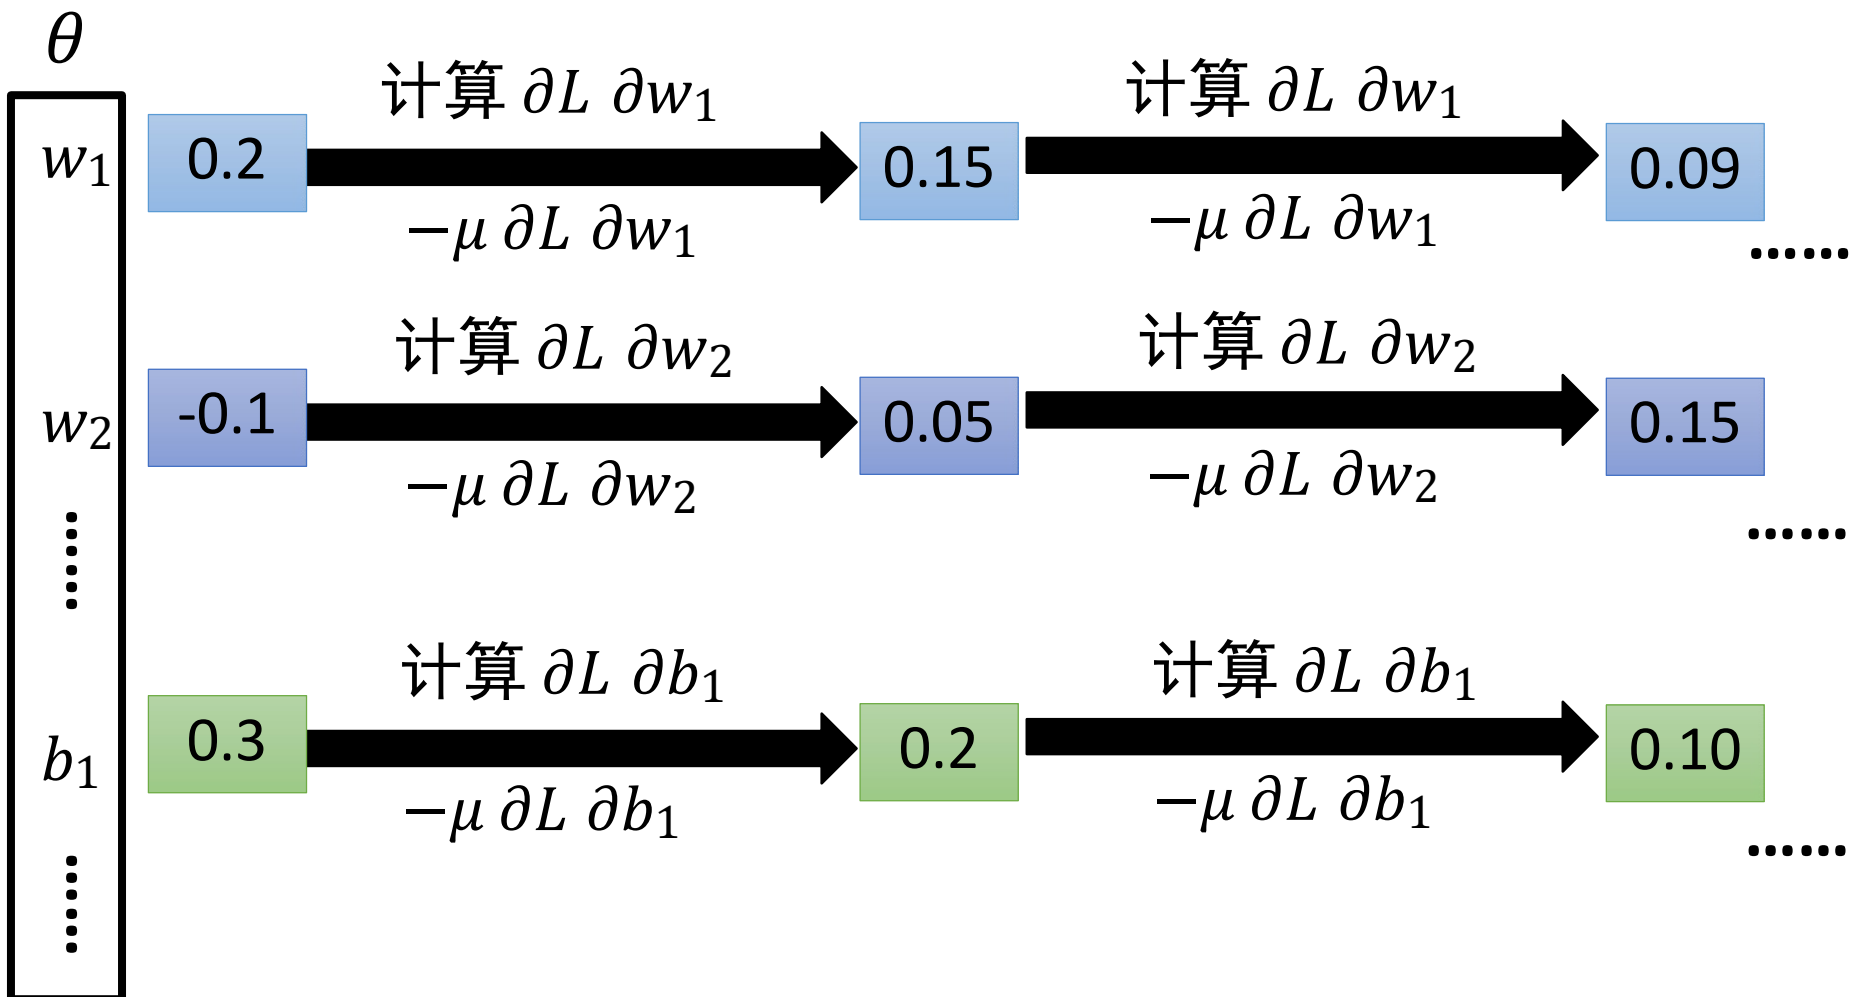 θ
计算 ∂L ∂w₁ 计算 ∂L ∂w₁
w₁ 0.2 0.15 0.09
−μ ∂L ∂w₁ −μ ∂L ∂w₁
……
计算 ∂L ∂w₂ 计算 ∂L ∂w₂
w₂ -0.1 0.05 0.15
−μ ∂L ∂w₂ −μ ∂L ∂w₂
…… ……
计算 ∂L ∂b₁ 计算 ∂L ∂b₁
b₁ 0.3 0.2 0.10
−μ ∂L ∂b₁ −μ ∂L ∂b₁
…… ……